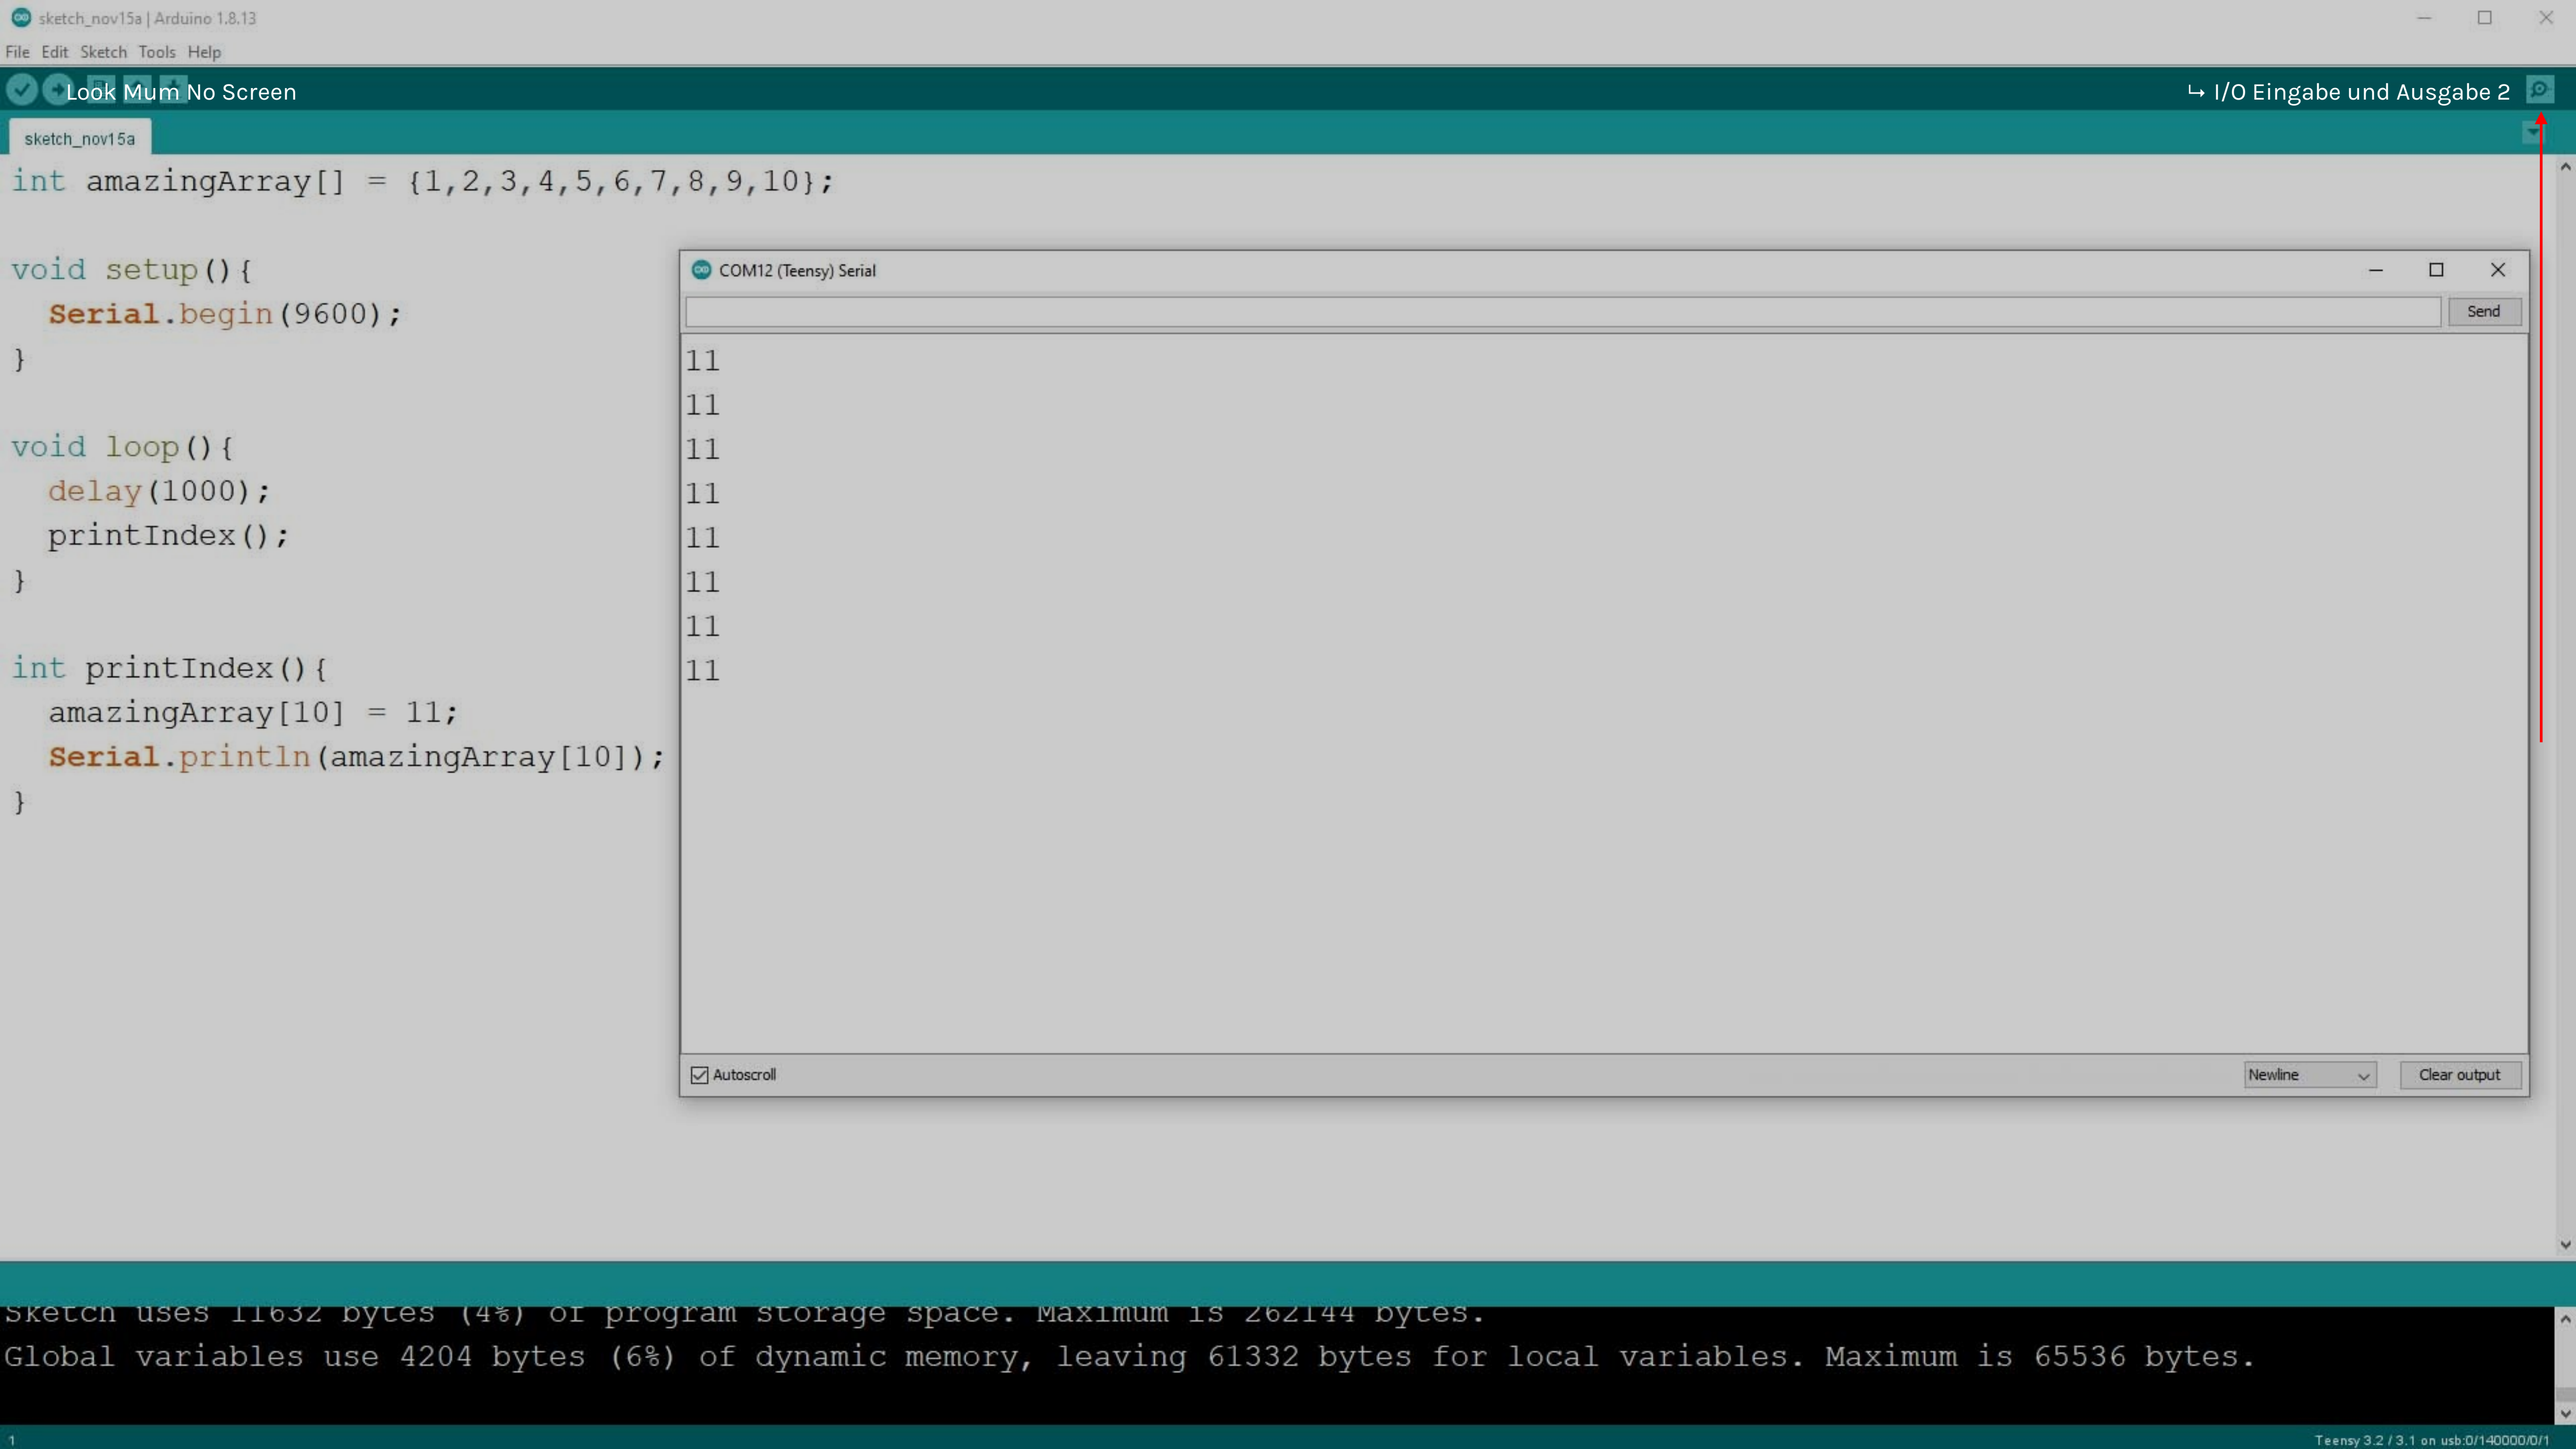 sketch_nov15a | Arduino 1.8.13
File Edit Sketch Tools Help
Look Mum No Screen
↳ I/O Eingabe und Ausgabe 2
sketch_nov15a
int amazingArray[] = {1,2,3,4,5,6,7,8,9,10};
void setup(){
Serial.begin(9600);
}
void loop(){
delay(1000);
printIndex();
}
int printIndex(){
amazingArray[10] = 11;
Serial.println(amazingArray[10]);
}
COM12 (Teensy) Serial
Send
11
11
11
11
11
11
11
11
Autoscroll
Newline
Clear output
Sketch uses 11632 bytes (4%) of program storage space. Maximum is 262144 bytes.
Global variables use 4204 bytes (6%) of dynamic memory, leaving 61332 bytes for local variables. Maximum is 65536 bytes.
1
Teensy 3.2 / 3.1 on usb:0/140000/0/1